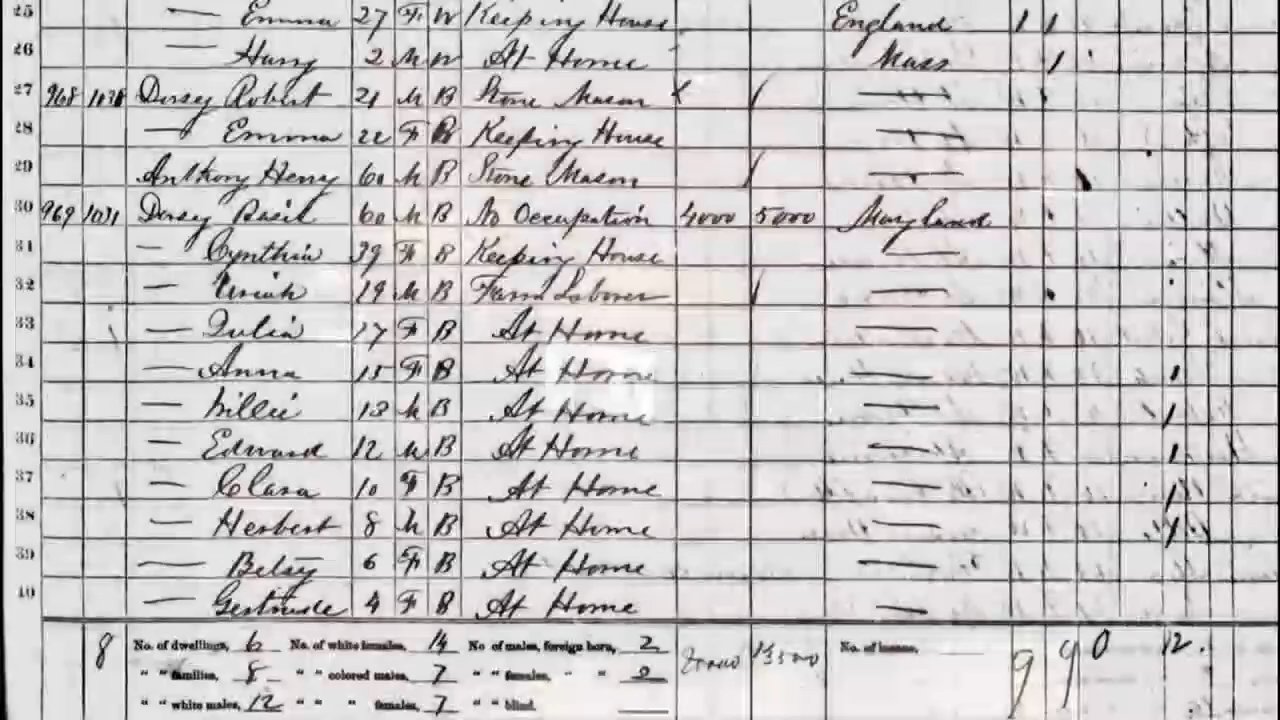 25 — Emma 27 F W Keeping House England 1 1
26 — Harry 2 M W At Home Mass 1
27 968 1030 Dorsey Robert 21 M B Stone Mason
28 — Emma 22 F B Keeping House —
29 Anthony Henry 60 M B Stone Mason —
30 969 1031 Dorsey Basil 60 M B No Occupation 4000 5000 Maryland
31 — Cynthia 39 F B Keeping House —
32 — Uriah 19 M B Farm Laborer —
33 — Julia 17 F B At Home —
34 — Anna 15 F B At Home — 1
35 — Willie 13 M B At Home — 1
36 — Edward 12 M B At Home — 1
37 — Clara 10 F B At Home — 1
38 — Herbert 8 M B At Home —
39 — Betsy 6 F B At Home —
40 — Gertrude 4 F B At Home —
8 No. of dwellings, 6 No. of white females, 14 No of males, foreign born, 2 No. of insane, 9 9 0 12.
" " families, 8 " " colored males, 7 " " females, " " 0
" " white males, 12 " " " females, 7 " " blind.